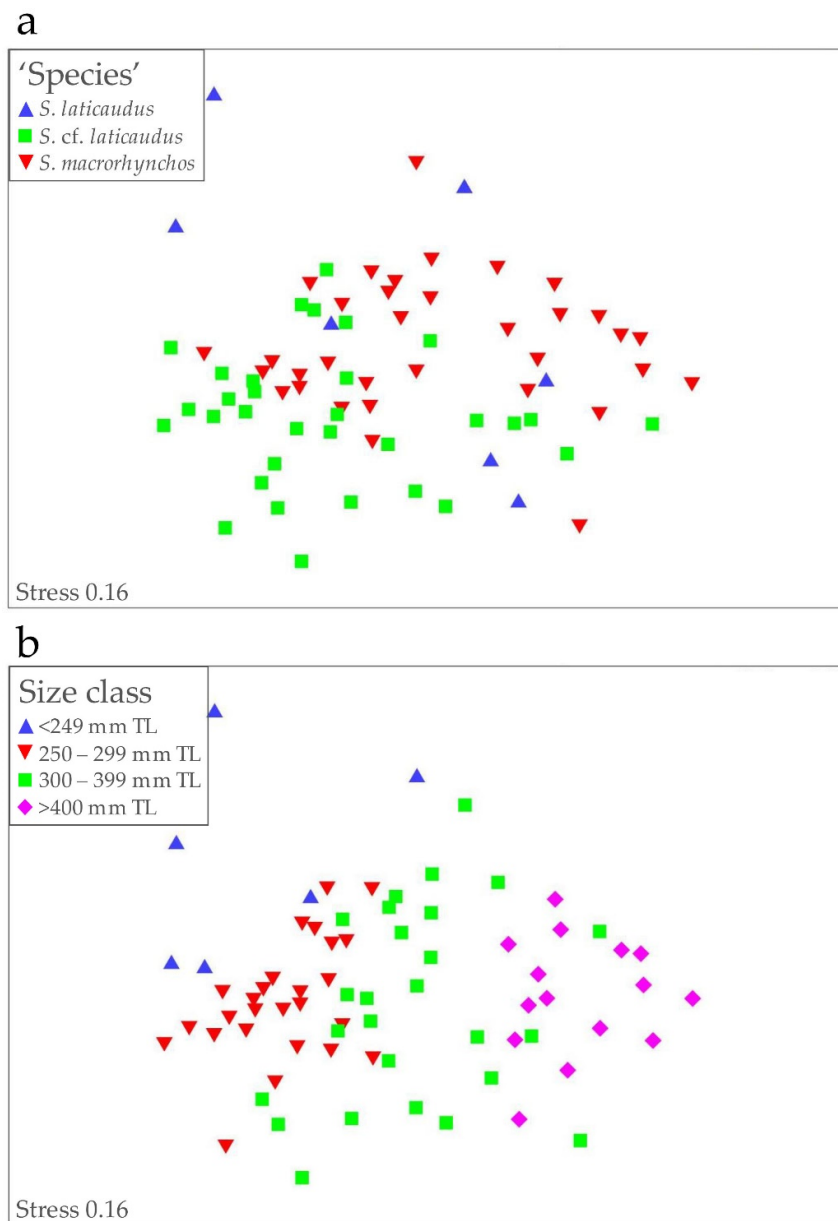 a
‘Species’
S. laticaudus
S. cf. laticaudus
S. macrorhynchos
Stress 0.16
b
Size class
<249 mm TL
250 – 299 mm TL
300 – 399 mm TL
>400 mm TL
Stress 0.16